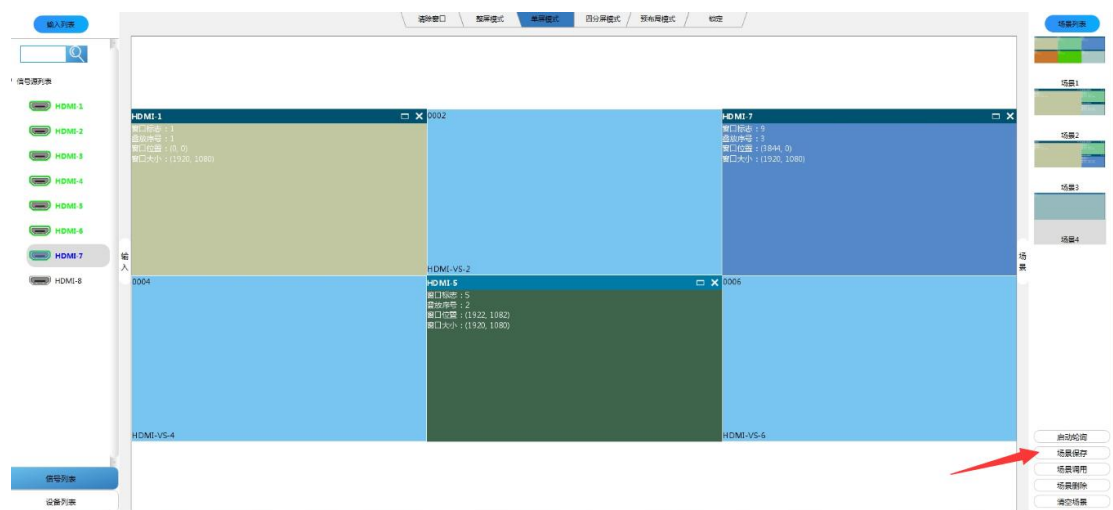 输入列表
清除窗口
整屏模式
单屏模式
四分屏模式
预布局模式
锁定
场景列表
信号源列表
HDMI-1
HDMI-2
HDMI-3
HDMI-4
HDMI-5
HDMI-6
HDMI-7
HDMI-8
信号列表
设备列表
输入
HDMI-1
窗口标志：1
叠放序号：1
窗口位置：(0, 0)
窗口大小：(1920, 1080)
0002
HDMI-VS-2
HDMI-7
窗口标志：9
叠放序号：3
窗口位置：(3844, 0)
窗口大小：(1920, 1080)
0004
HDMI-VS-4
HDMI-5
窗口标志：5
叠放序号：2
窗口位置：(1922, 1082)
窗口大小：(1920, 1080)
0006
HDMI-VS-6
场景
场景1
场景2
场景3
场景4
启动轮询
场景保存
场景调用
场景删除
清空场景